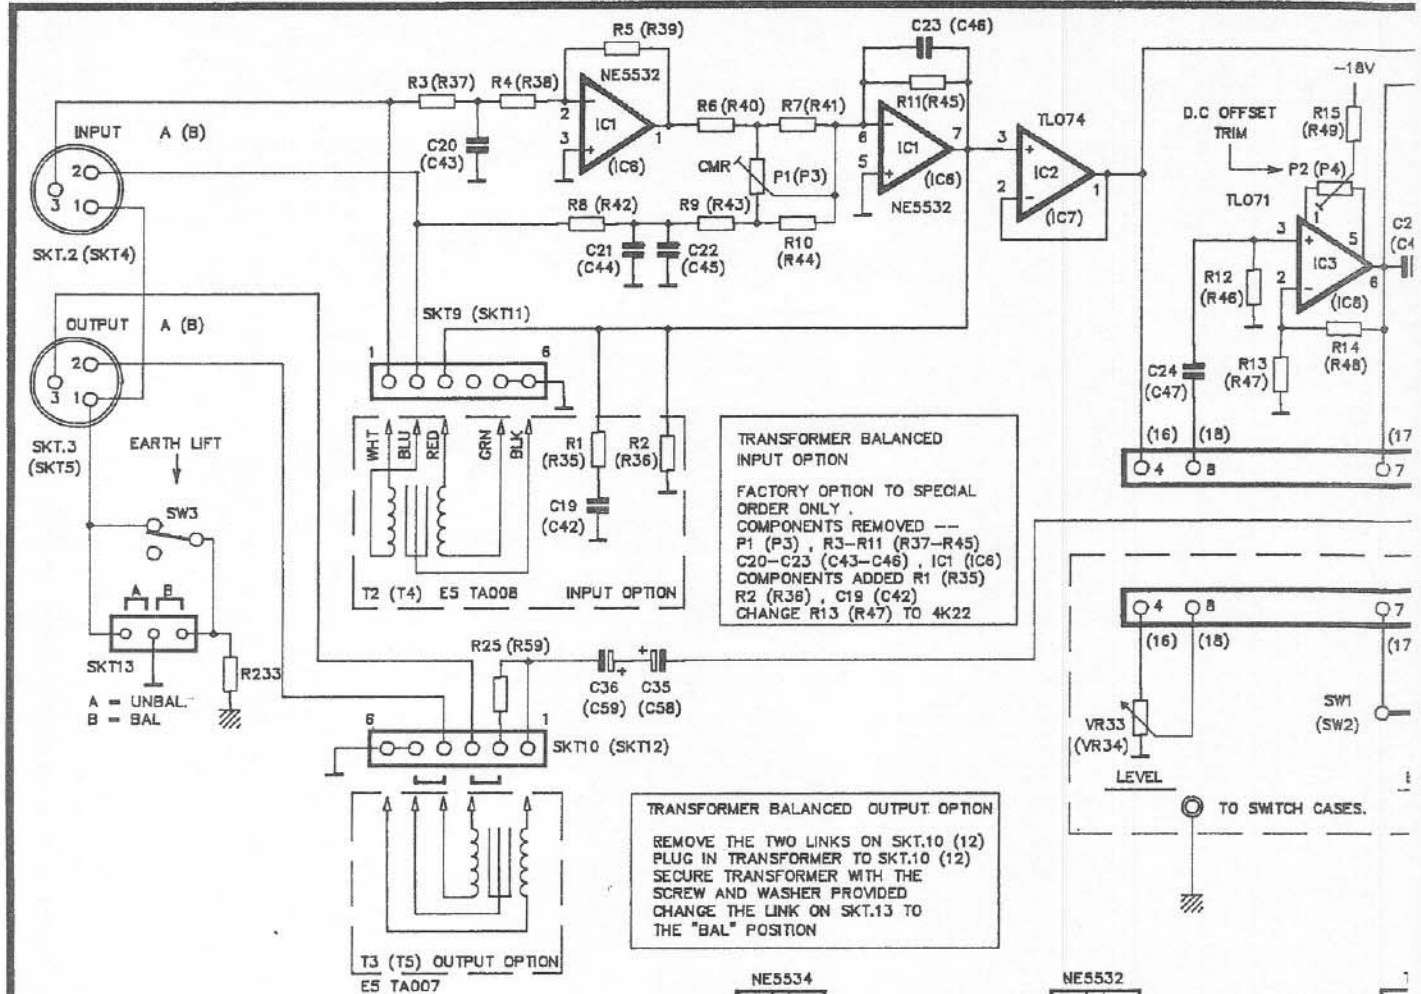 R5 (R39)
C23 (C46)
NE5532
R3 (R37)
R4 (R38)
R6 (R40)
R7 (R41)
R11 (R45)
TL074
-18V
D.C OFFSET
TRIM
R15
(R49)
INPUT A (B)
2
1
3
SKT.2 (SKT4)
C20
(C43)
2
3
IC1
1
(IC6)
CMR
P1 (P3)
6
5
IC1
7
(IC6)
NE5532
3
2
IC2
1
(IC7)
P2 (P4)
TL071
1
3
2
IC3
5
6
(IC8)
R8 (R42)
R9 (R43)
C21
(C44)
C22
(C45)
R10
(R44)
R12
(R46)
R14
(R48)
R13
(R47)
C24
(C47)
C2
(C4
OUTPUT A (B)
2
1
3
SKT.3
(SKT5)
EARTH LIFT
SW3
SKT9 (SKT11)
1
6
WHT
BLU
RED
GRN
BLK
R1
(R35)
R2
(R36)
C19
(C42)
T2 (T4) E5 TA008 INPUT OPTION
TRANSFORMER BALANCED
INPUT OPTION
FACTORY OPTION TO SPECIAL
ORDER ONLY .
COMPONENTS REMOVED --
P1 (P3) , R3-R11 (R37-R45)
C20-C23 (C43-C46) , IC1 (IC6)
COMPONENTS ADDED R1 (R35)
R2 (R36) , C19 (C42)
CHANGE R13 (R47) TO 4K22
(16) (18) (17
4 8 7
4 8 7
(16) (18) (17
A B
SKT13
A = UNBAL.
B = BAL
R233
R25 (R59)
C36
(C59)
C35
(C58)
6
1
SKT10 (SKT12)
VR33
(VR34)
LEVEL
SW1
(SW2)
TO SWITCH CASES.
TRANSFORMER BALANCED OUTPUT OPTION
REMOVE THE TWO LINKS ON SKT.10 (12)
PLUG IN TRANSFORMER TO SKT.10 (12)
SECURE TRANSFORMER WITH THE
SCREW AND WASHER PROVIDED
CHANGE THE LINK ON SKT.13 TO
THE "BAL" POSITION
T3 (T5) OUTPUT OPTION
E5 TA007
NE5534
NE5532